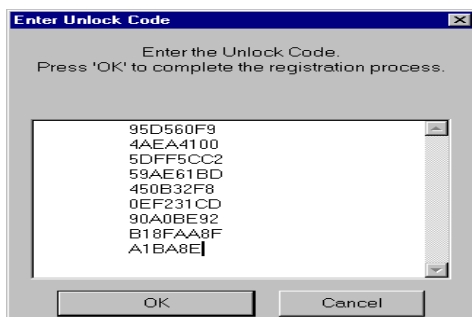 Enter Unlock Code
Enter the Unlock Code.
Press 'OK' to complete the registration process.
95D560F9
4AEA4100
5DFF5CC2
59AE61BD
450B32F8
0EF231CD
90A0BE92
B18FAA8F
A1BA8E
OK
Cancel